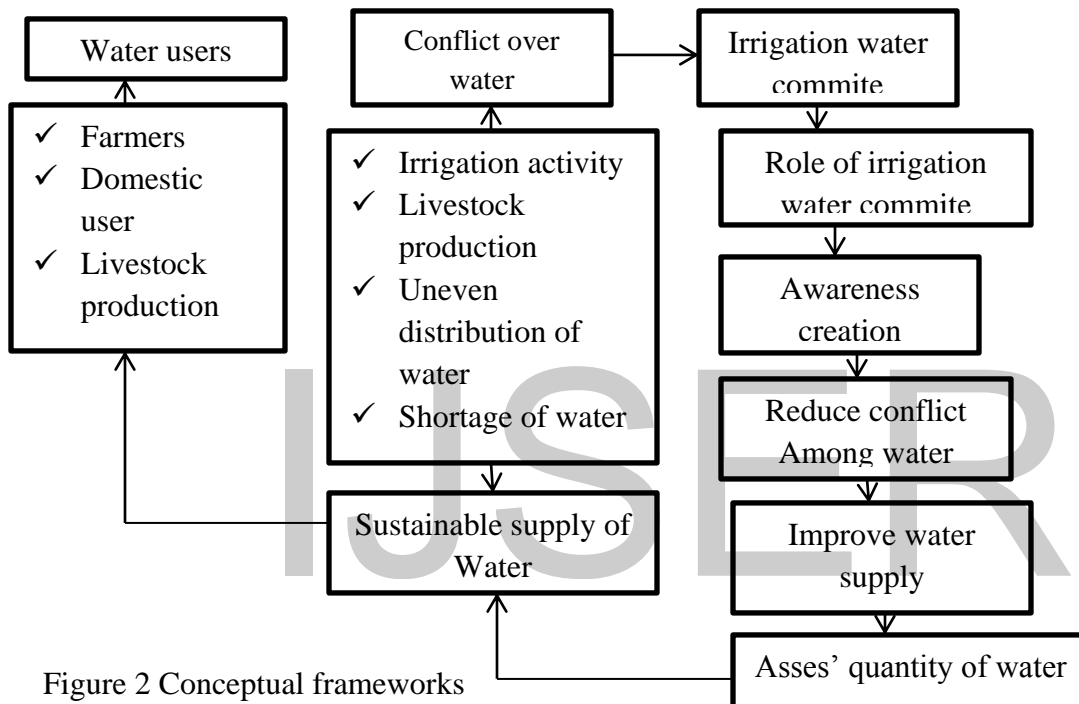 Water users
✓ Farmers
✓ Domestic
user
✓ Livestock
production
Conflict over
water
✓ Irrigation activity
✓ Livestock
production
✓ Uneven
distribution of
water
✓ Shortage of water
Sustainable supply of
Water
Irrigation water
commite
Role of irrigation
water commite
Awareness
creation
Reduce conflict
Among water
Improve water
supply
Asses’ quantity of water
IJSER
Figure 2 Conceptual frameworks